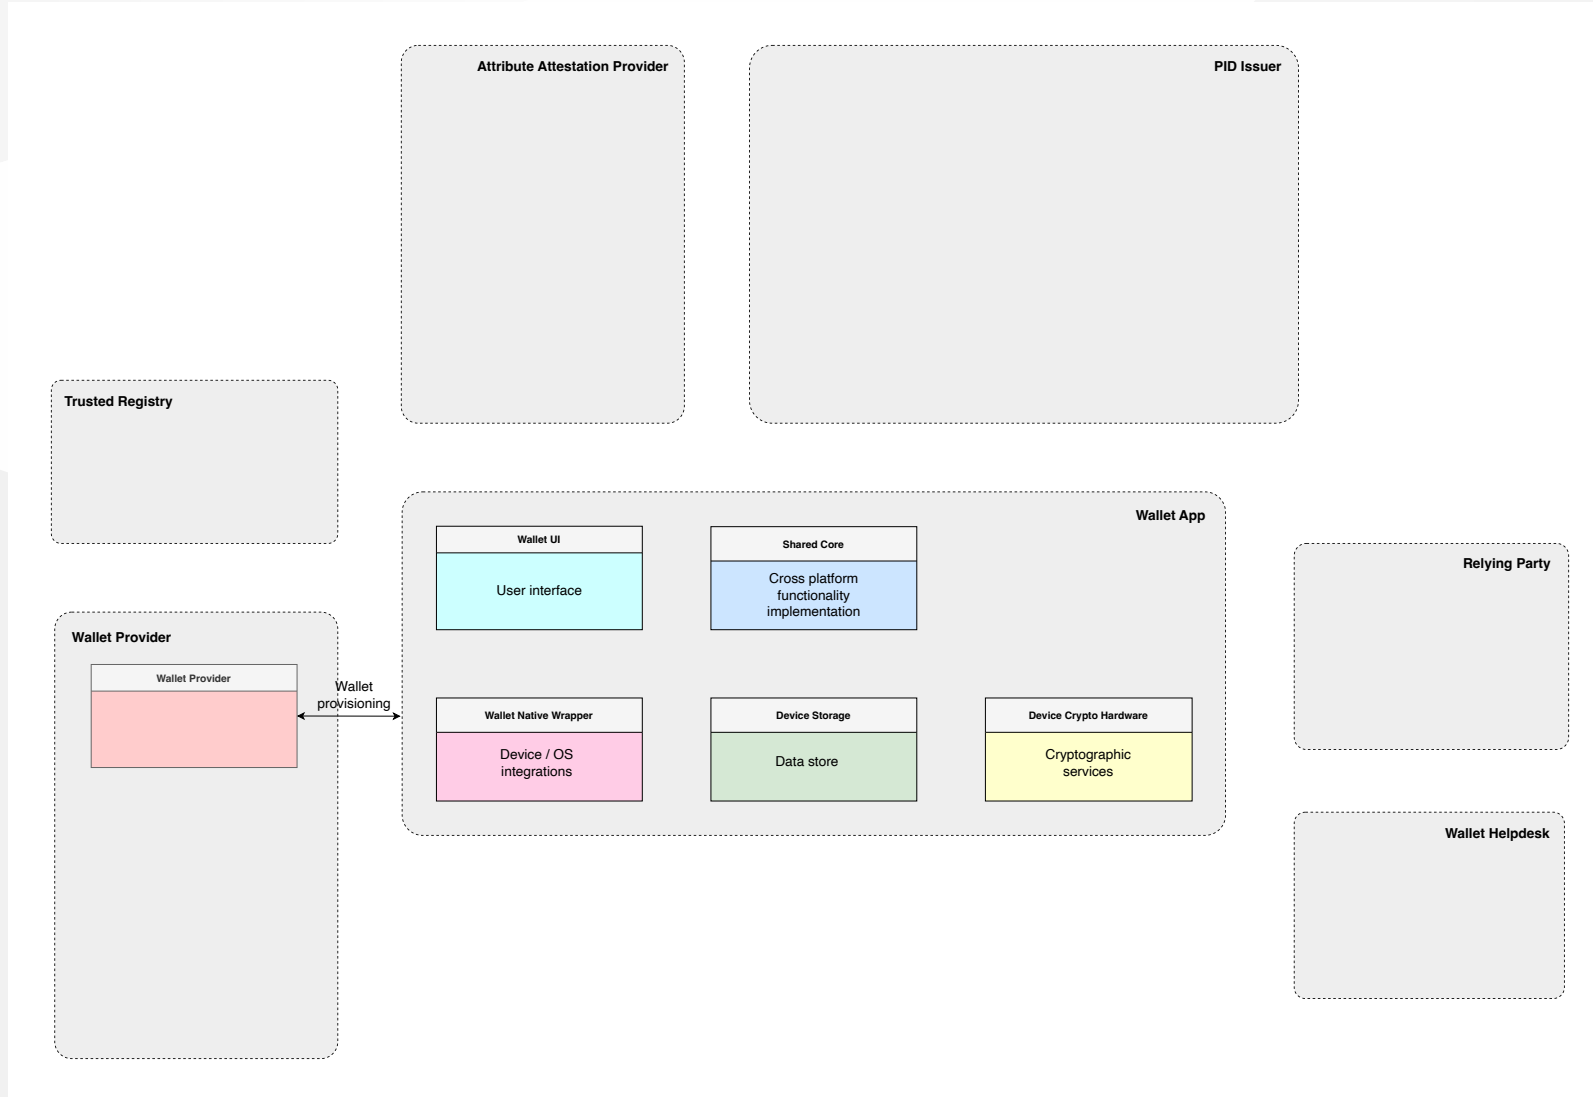 Attribute Attestation Provider
PID Issuer
Trusted Registry
Wallet App
Wallet UI
User interface
Shared Core
Cross platform
functionality
implementation
Relying Party
Wallet Provider
Wallet Provider
Wallet
provisioning
Wallet Native Wrapper
Device / OS
integrations
Device Storage
Data store
Device Crypto Hardware
Cryptographic
services
Wallet Helpdesk